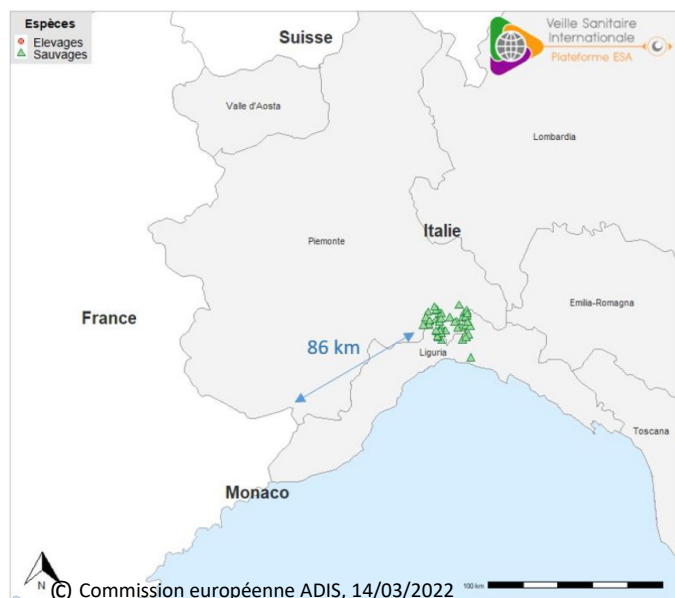 Espèces
Elevages
Sauvages
Suisse
Veille Sanitaire
Internationale
Plateforme ESA
Valle d'Aosta
Lombardia
Piemonte
Italie
Emilia-Romagna
France
86 km
Liguria
Toscana
Monaco
N
© Commission européenne ADIS, 14/03/2022
100 km